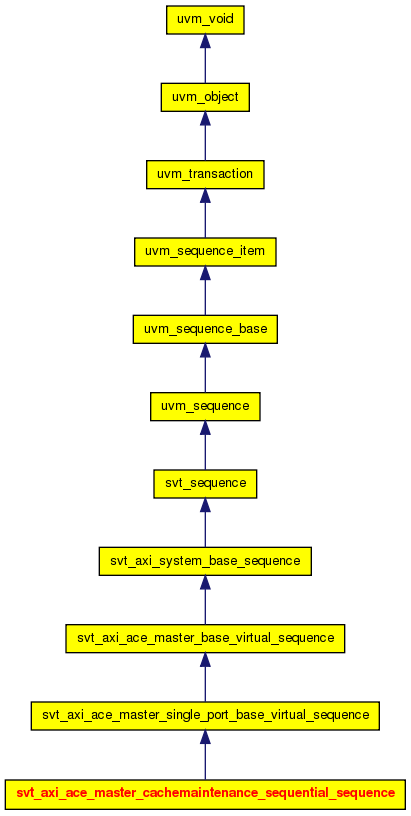 uvm_void
uvm_object
uvm_transaction
uvm_sequence_item
uvm_sequence_base
uvm_sequence
svt_sequence
svt_axi_system_base_sequence
svt_axi_ace_master_base_virtual_sequence
svt_axi_ace_master_single_port_base_virtual_sequence
svt_axi_ace_master_cachemaintenance_sequential_sequence